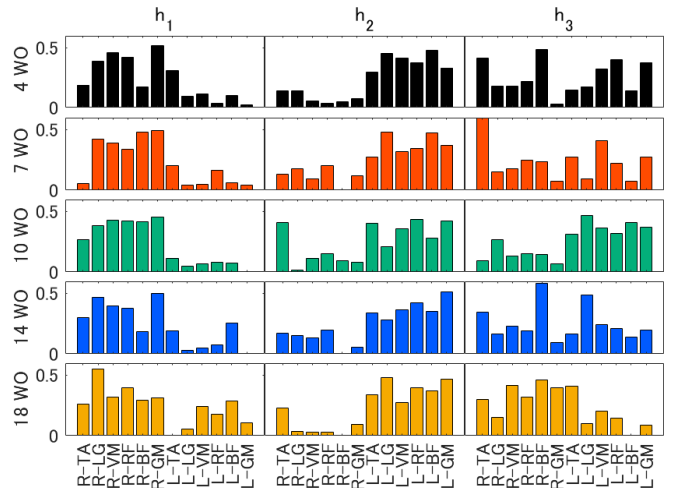 h1 h2 h3
4 WO
0.5
0
7 WO
0.5
0
10 WO
0.5
0
14 WO
0.5
0
18 WO
0.5
0
R-TA R-LG R-VM R-RF R-BF R-GM L-TA L-LG L-VM L-RF L-BF L-GM R-TA R-LG R-VM R-RF R-BF R-GM L-TA L-LG L-VM L-RF L-BF L-GM R-TA R-LG R-VM R-RF R-BF R-GM L-TA L-LG L-VM L-RF L-BF L-GM